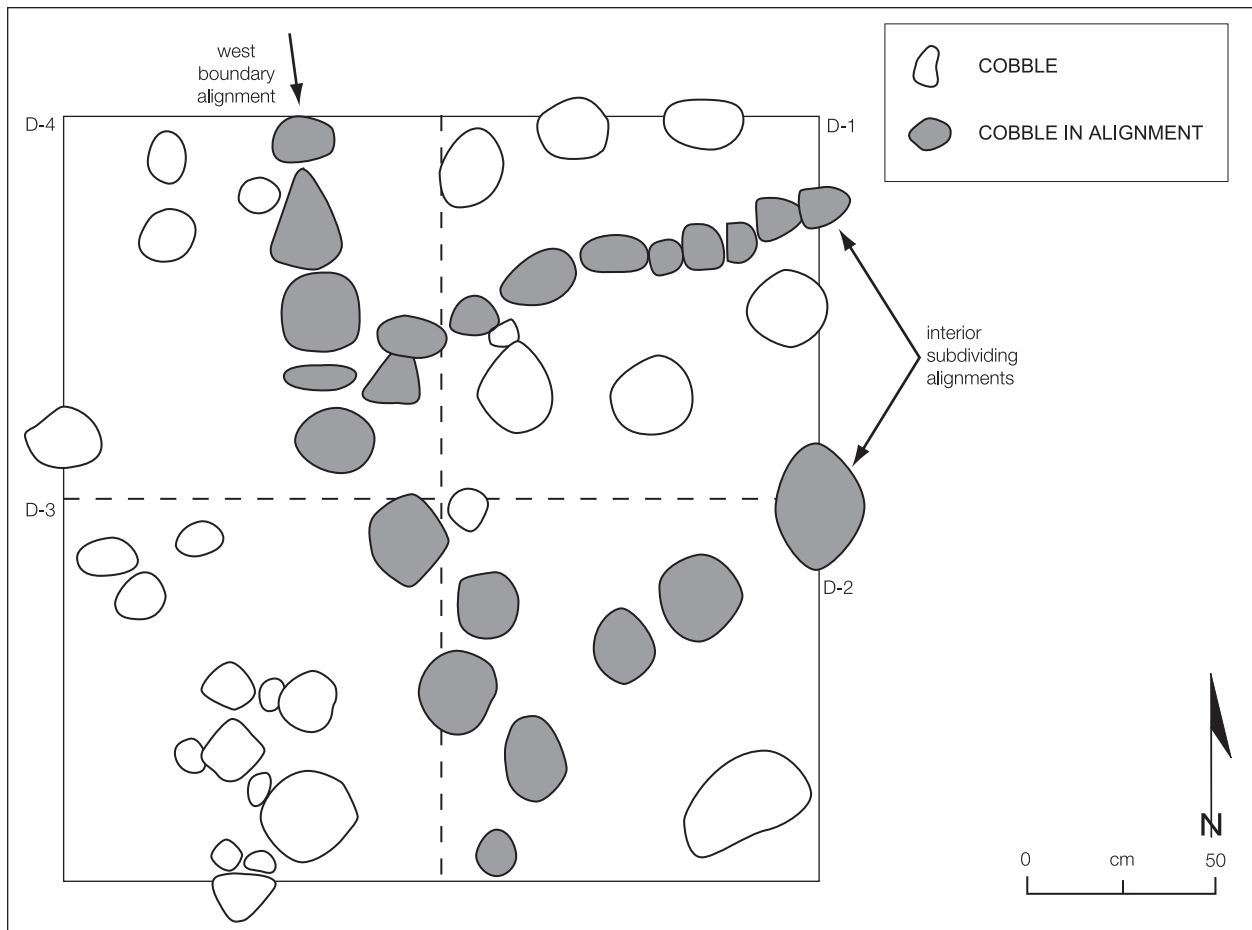 west
boundary
alignment
COBBLE
COBBLE IN ALIGNMENT
D-4
D-1
interior
subdividing
alignments
D-3
D-2
N
0 cm 50